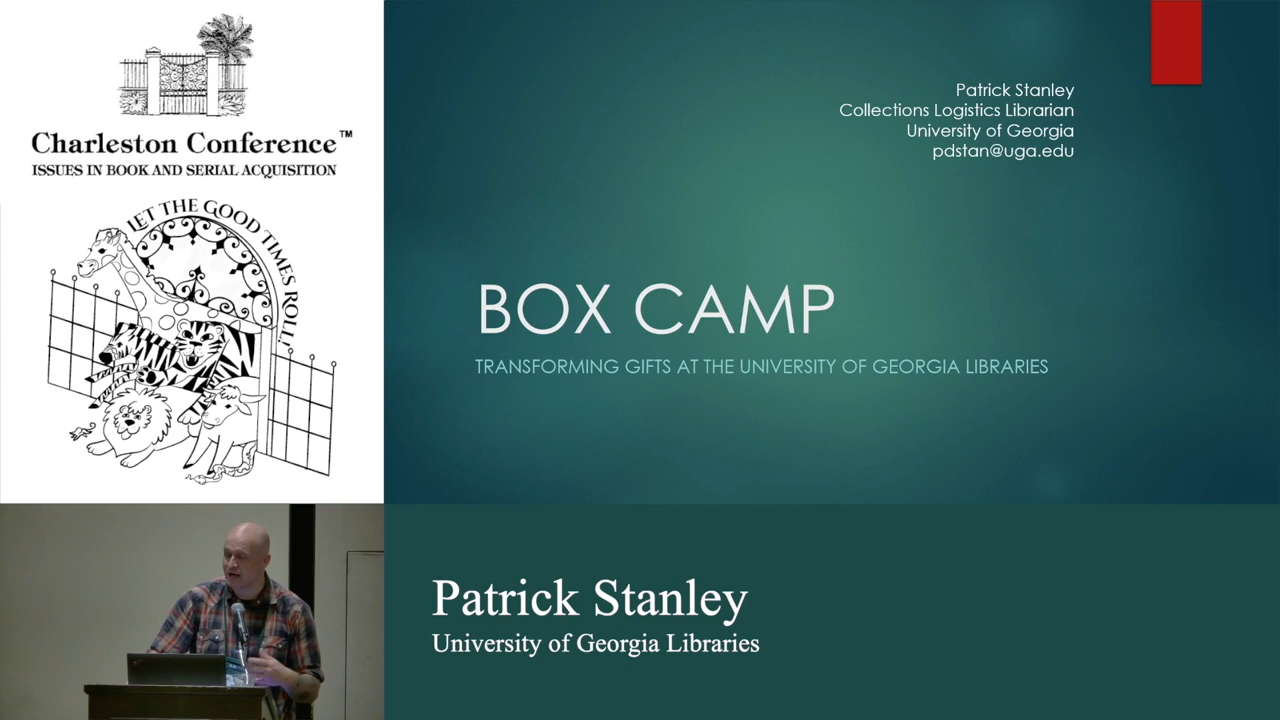 Charleston Conference™
ISSUES IN BOOK AND SERIAL ACQUISITION
LET THE GOOD TIMES ROLL!
Patrick Stanley
Collections Logistics Librarian
University of Georgia
pdstan@uga.edu
BOX CAMP
TRANSFORMING GIFTS AT THE UNIVERSITY OF GEORGIA LIBRARIES
Patrick Stanley
University of Georgia Libraries